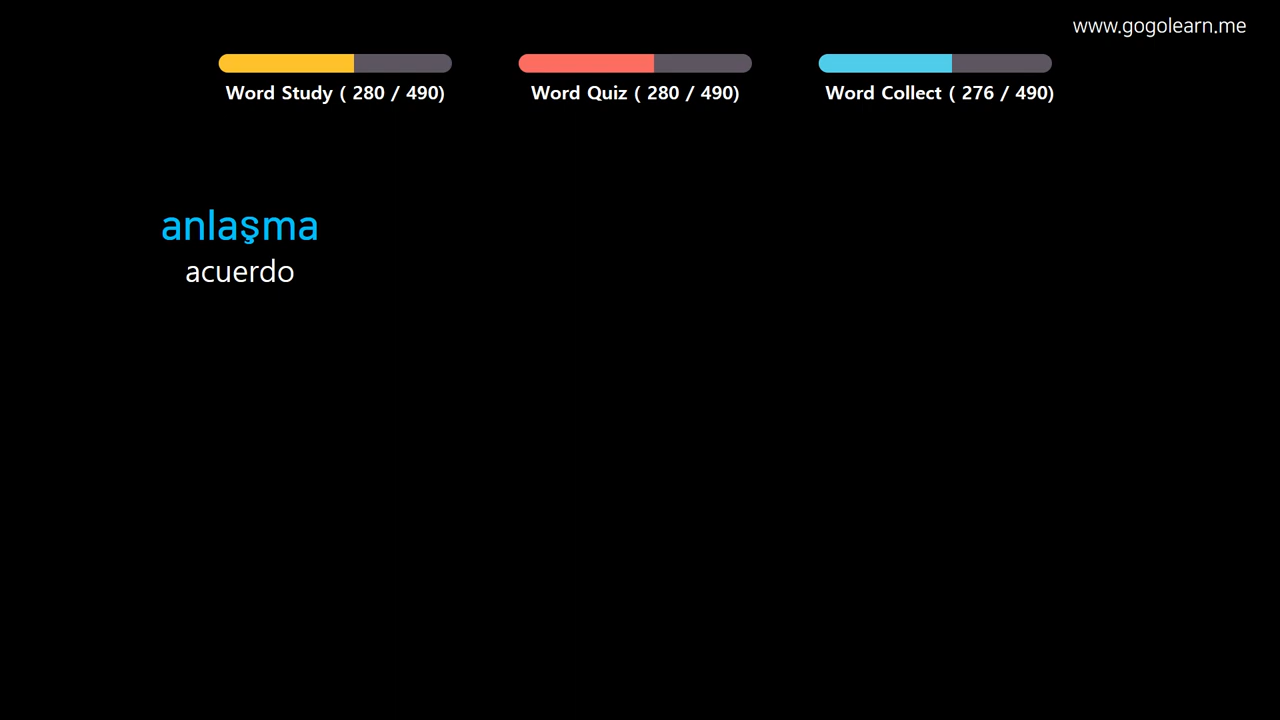 www.gogolearn.me
Word Study ( 280 / 490)
Word Quiz ( 280 / 490)
Word Collect ( 276 / 490)
anlaşma
acuerdo